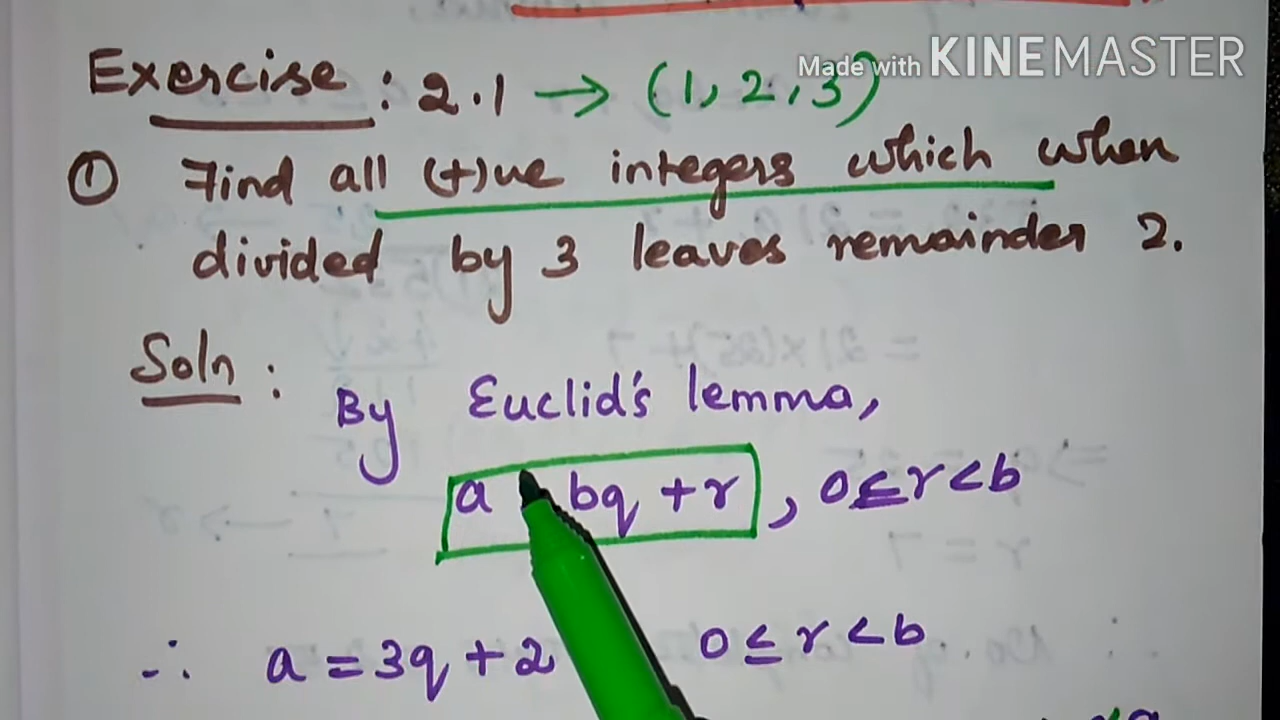 Made with KINEMASTER
Exercise : 2.1 → (1, 2, 3)
① Find all (+)ve integers which when
divided by 3 leaves remainder 2.
Soln :
By Euclid's lemma,
a bq + r , 0 ≤ r < b
∴ a = 3q + 2 0 ≤ r < b